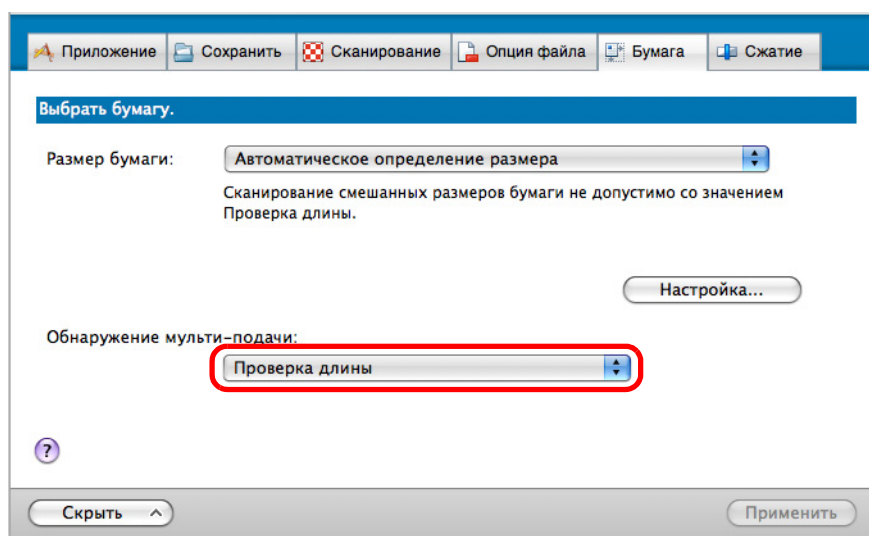 Приложение Сохранить Сканирование Опция файла Бумага Сжатие
Выбрать бумагу.
Размер бумаги: Автоматическое определение размера
Сканирование смешанных размеров бумаги не допустимо со значением
Проверка длины.
Настройка...
Обнаружение мульти-подачи:
Проверка длины
?
Скрыть Применить